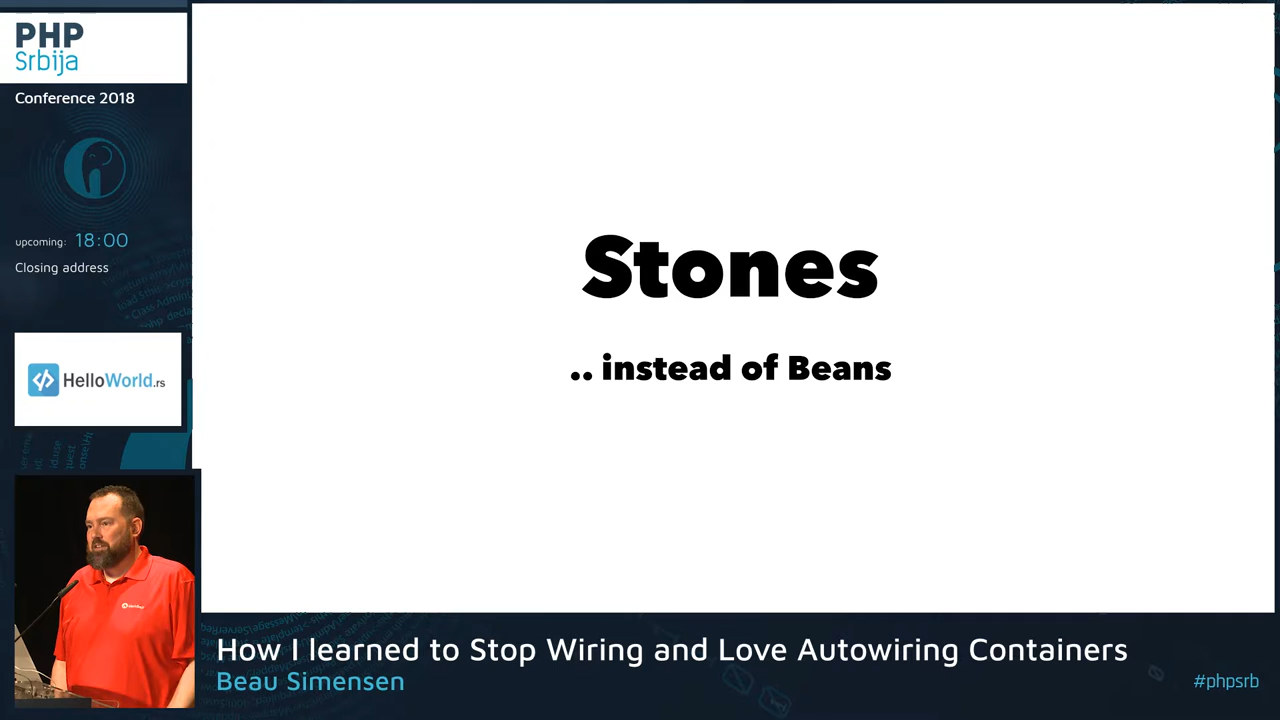 PHP
Srbija
Conference 2018
upcoming: 18:00
Closing address
HelloWorld.rs
Stones
.. instead of Beans
How I learned to Stop Wiring and Love Autowiring Containers
Beau Simensen
#phpsrb